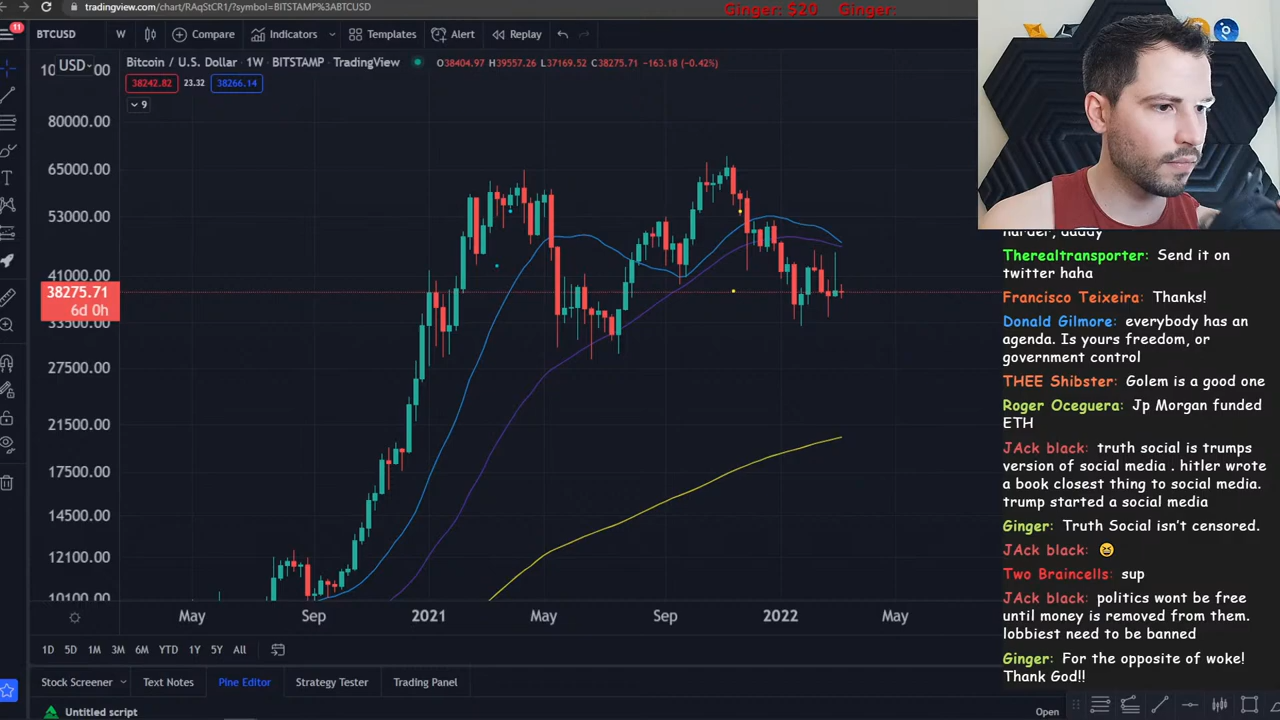 tradingview.com/chart/RAqStCR1/?symbol=BITSTAMP%3ABTCUSD
Ginger: $20 Ginger:
11
BTCUSD W Compare Indicators Templates Alert Replay
USD
Bitcoin / U.S. Dollar · 1W · BITSTAMP · TradingView O38404.97 H39557.26 L37169.52 C38275.71 −163.18 (−0.42%)
38242.82 23.32 38266.14
9
80000.00
65000.00
53000.00
41000.00
38275.71
6d 0h
33500.00
27500.00
21500.00
17500.00
14500.00
12100.00
10100.00
May Sep 2021 May Sep 2022 May
1D 5D 1M 3M 6M YTD 1Y 5Y All
Stock Screener Text Notes Pine Editor Strategy Tester Trading Panel
Untitled script
Open
harder, daddy
Therealtransporter: Send it on
twitter haha
Francisco Teixeira: Thanks!
Donald Gilmore: everybody has an
agenda. Is yours freedom, or
government control
THEE Shibster: Golem is a good one
Roger Oceguera: Jp Morgan funded
ETH
JAck black: truth social is trumps
version of social media . hitler wrote
a book closest thing to social media.
trump started a social media
Ginger: Truth Social isn't censored.
JAck black: 😆
Two Braincells: sup
JAck black: politics wont be free
until money is removed from them.
lobbiest need to be banned
Ginger: For the opposite of woke!
Thank God!!